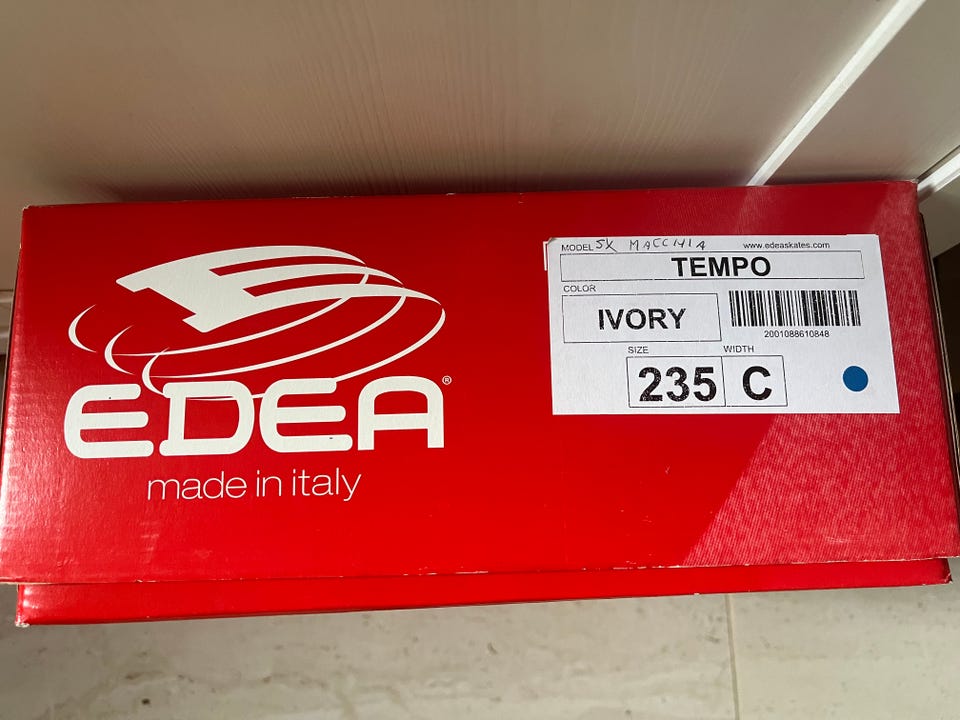 EDEA®
made in italy
MODEL SX MACCHIA www.edeaskates.com
TEMPO
COLOR
IVORY
2001088610848
SIZE WIDTH
235 C